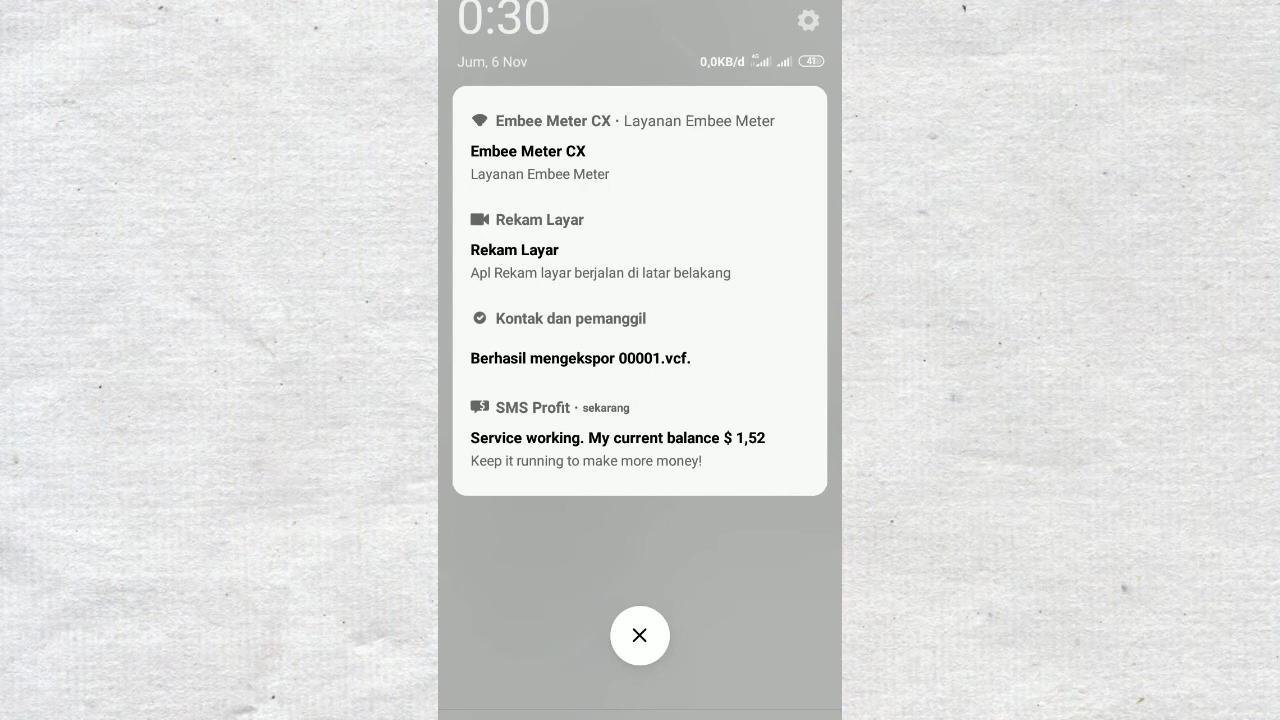 0:30
Jum, 6 Nov
0,0KB/d 4G 41
Embee Meter CX · Layanan Embee Meter
Embee Meter CX
Layanan Embee Meter
Rekam Layar
Rekam Layar
Apl Rekam layar berjalan di latar belakang
Kontak dan pemanggil
Berhasil mengekspor 00001.vcf.
SMS Profit · sekarang
Service working. My current balance $ 1,52
Keep it running to make more money!